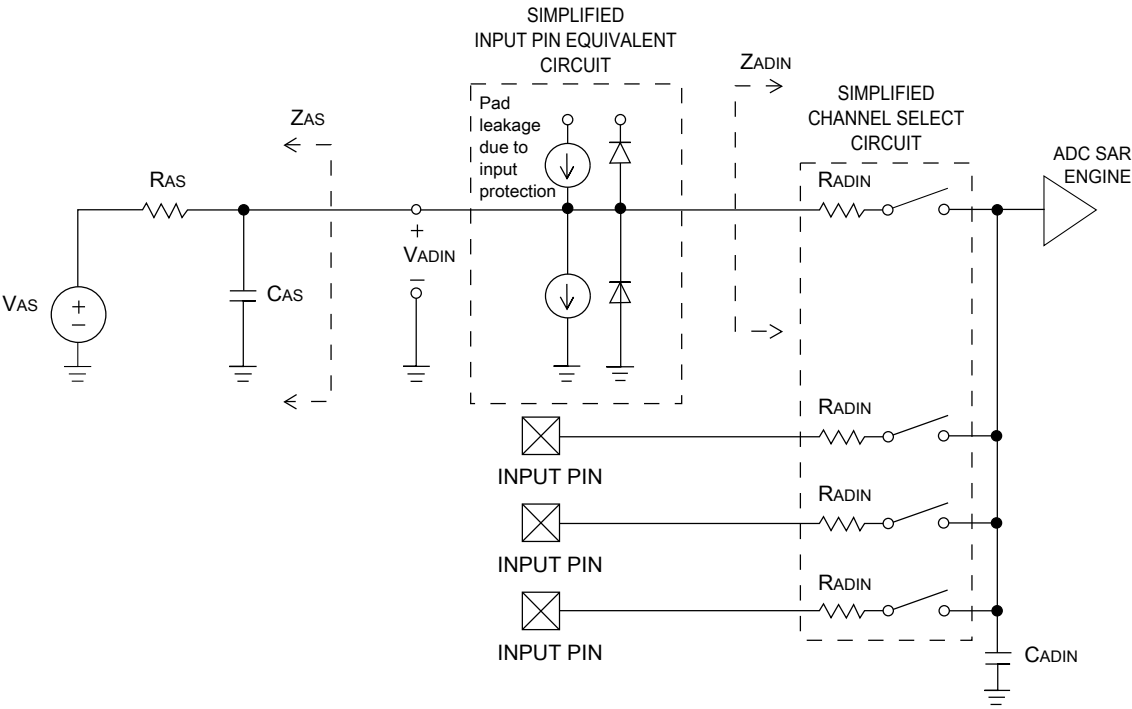 SIMPLIFIED
INPUT PIN EQUIVALENT
CIRCUIT
ZADIN
SIMPLIFIED
CHANNEL SELECT
CIRCUIT
Pad
leakage
due to
input
protection
ZAS
ADC SAR
ENGINE
RAS
RADIN
+
VADIN
–
VAS
+
–
CAS
RADIN
INPUT PIN
RADIN
INPUT PIN
RADIN
INPUT PIN
CADIN